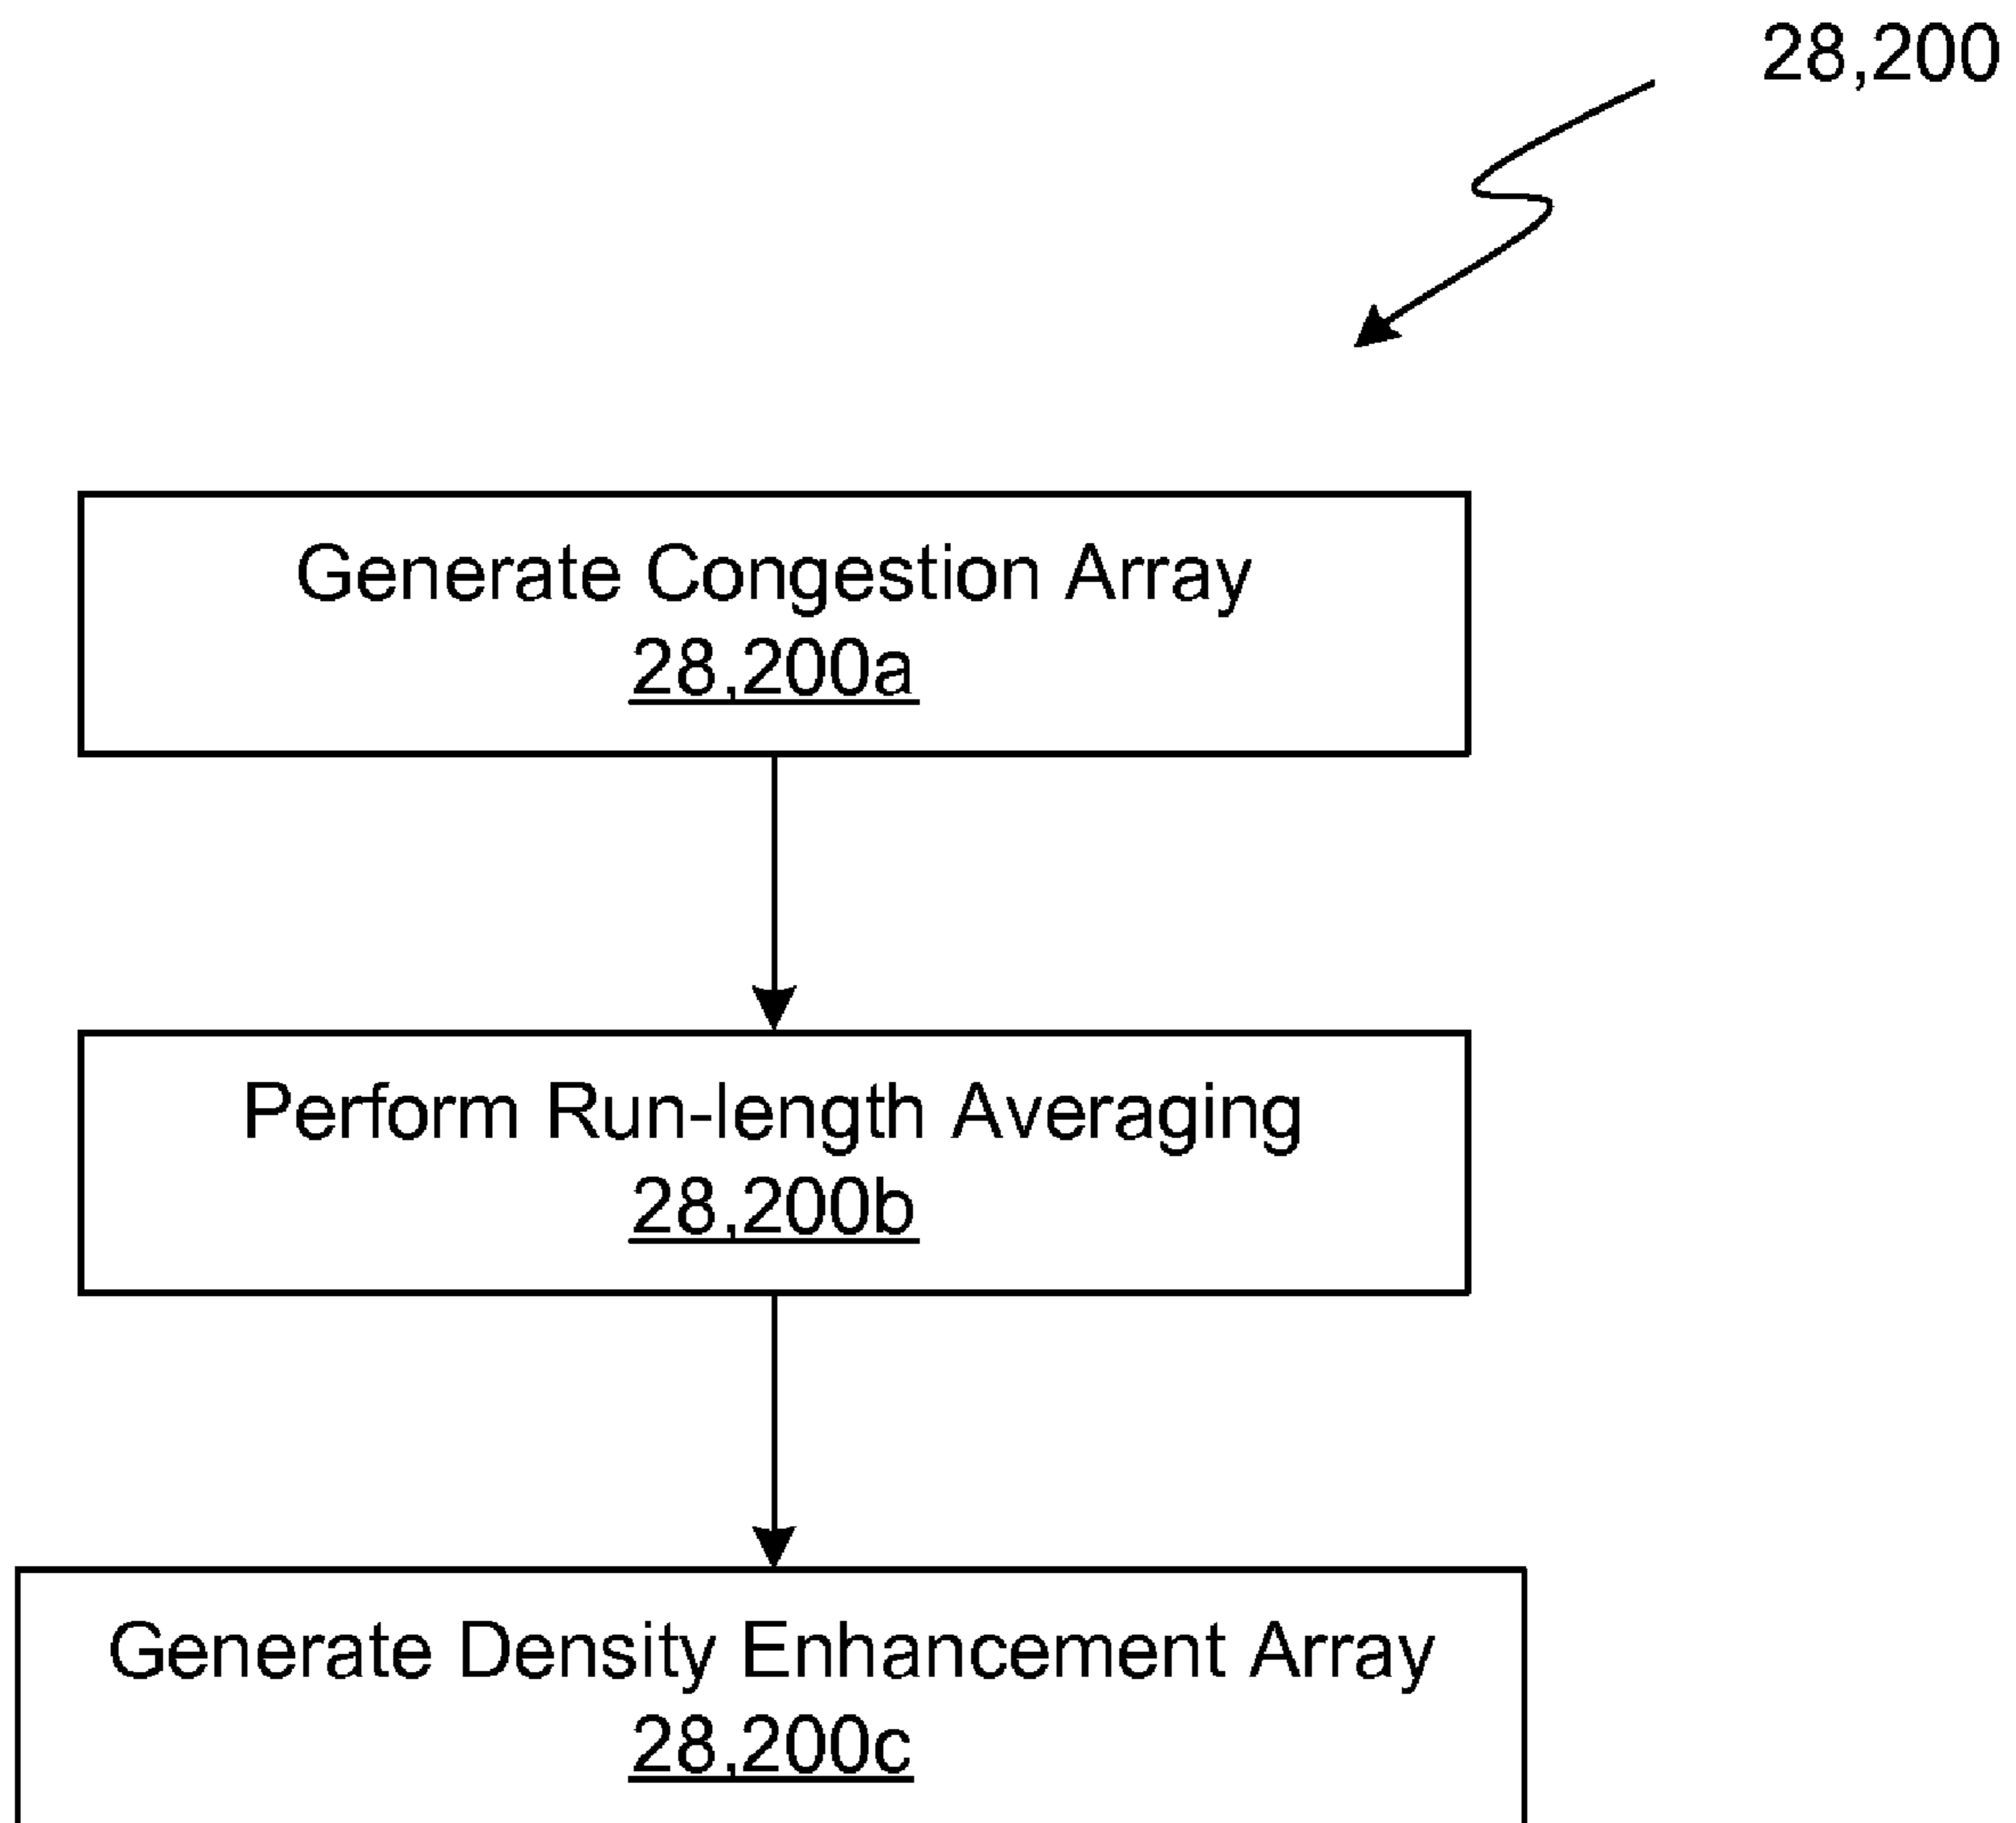 28,200
Generate Congestion Array
28,200a
Perform Run-length Averaging
28,200b
Generate Density Enhancement Array
28,200c